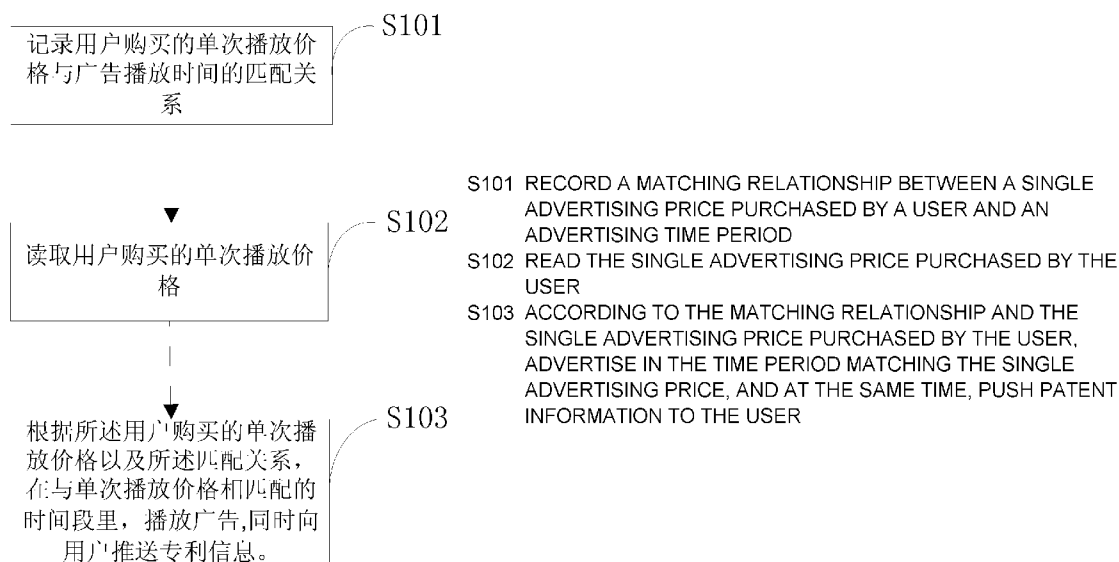 记录用户购买的单次播放价
格与广告播放时间的匹配关
系
S101
读取用户购买的单次播放价
格
S102
根据所述用户购买的单次播
放价格以及所述匹配关系，
在与单次播放价格相匹配的
时间段里，播放广告,同时向
用户推送专利信息。
S103
S101 RECORD A MATCHING RELATIONSHIP BETWEEN A SINGLE
ADVERTISING PRICE PURCHASED BY A USER AND AN
ADVERTISING TIME PERIOD
S102 READ THE SINGLE ADVERTISING PRICE PURCHASED BY THE
USER
S103 ACCORDING TO THE MATCHING RELATIONSHIP AND THE
SINGLE ADVERTISING PRICE PURCHASED BY THE USER,
ADVERTISE IN THE TIME PERIOD MATCHING THE SINGLE
ADVERTISING PRICE, AND AT THE SAME TIME, PUSH PATENT
INFORMATION TO THE USER